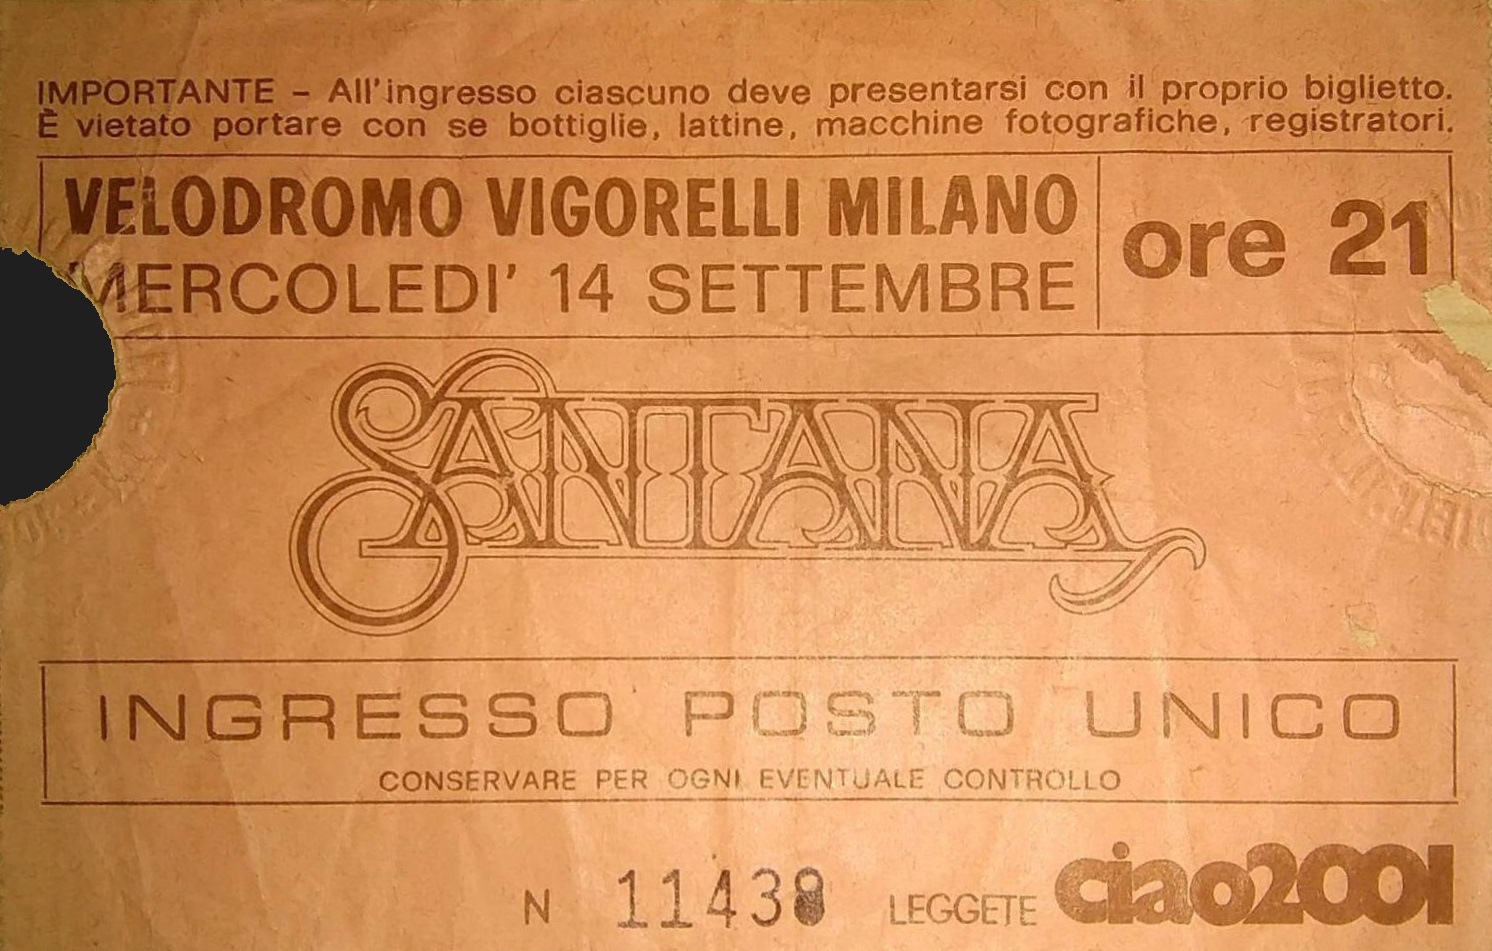 IMPORTANTE – All'ingresso ciascuno deve presentarsi con il proprio biglietto.
È vietato portare con se bottiglie, lattine, macchine fotografiche, registratori.
VELODROMO VIGORELLI MILANO
MERCOLEDI' 14 SETTEMBRE
ore 21
SANTANA
INGRESSO POSTO UNICO
CONSERVARE PER OGNI EVENTUALE CONTROLLO
N 11438
LEGGETE ciao2001